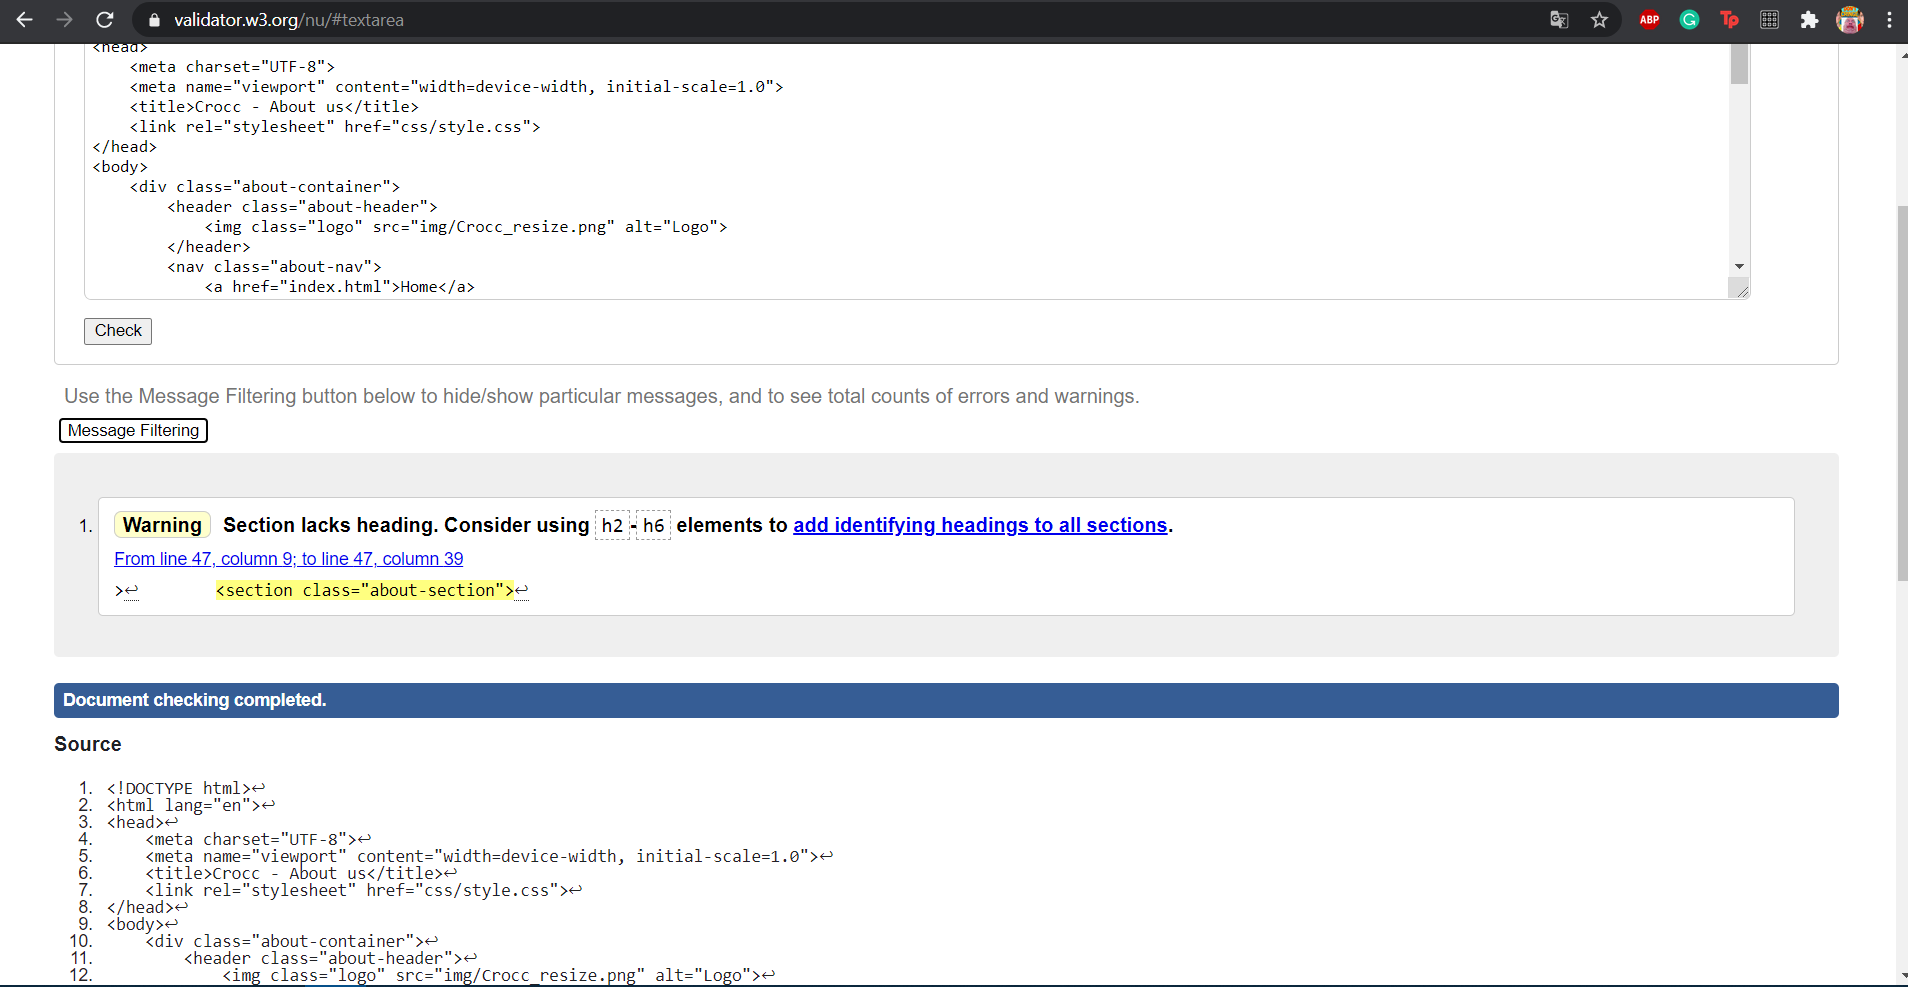 validator.w3.org/nu/#textarea
ABP
G
Tp
<head>
<meta charset="UTF-8">
<meta name="viewport" content="width=device-width, initial-scale=1.0">
<title>Crocc - About us</title>
<link rel="stylesheet" href="css/style.css">
</head>
<body>
<div class="about-container">
<header class="about-header">
<img class="logo" src="img/Crocc_resize.png" alt="Logo">
</header>
<nav class="about-nav">
<a href="index.html">Home</a>
Check
Use the Message Filtering button below to hide/show particular messages, and to see total counts of errors and warnings.
Message Filtering
1. Warning Section lacks heading. Consider using h2-h6 elements to add identifying headings to all sections.
From line 47, column 9; to line 47, column 39
>↩ <section class="about-section">↩
Document checking completed.
Source
1. <!DOCTYPE html>↩
2. <html lang="en">↩
3. <head>↩
4. <meta charset="UTF-8">↩
5. <meta name="viewport" content="width=device-width, initial-scale=1.0">↩
6. <title>Crocc - About us</title>↩
7. <link rel="stylesheet" href="css/style.css">↩
8. </head>↩
9. <body>↩
10. <div class="about-container">↩
11. <header class="about-header">↩
12. <img class="logo" src="img/Crocc_resize.png" alt="Logo">↩